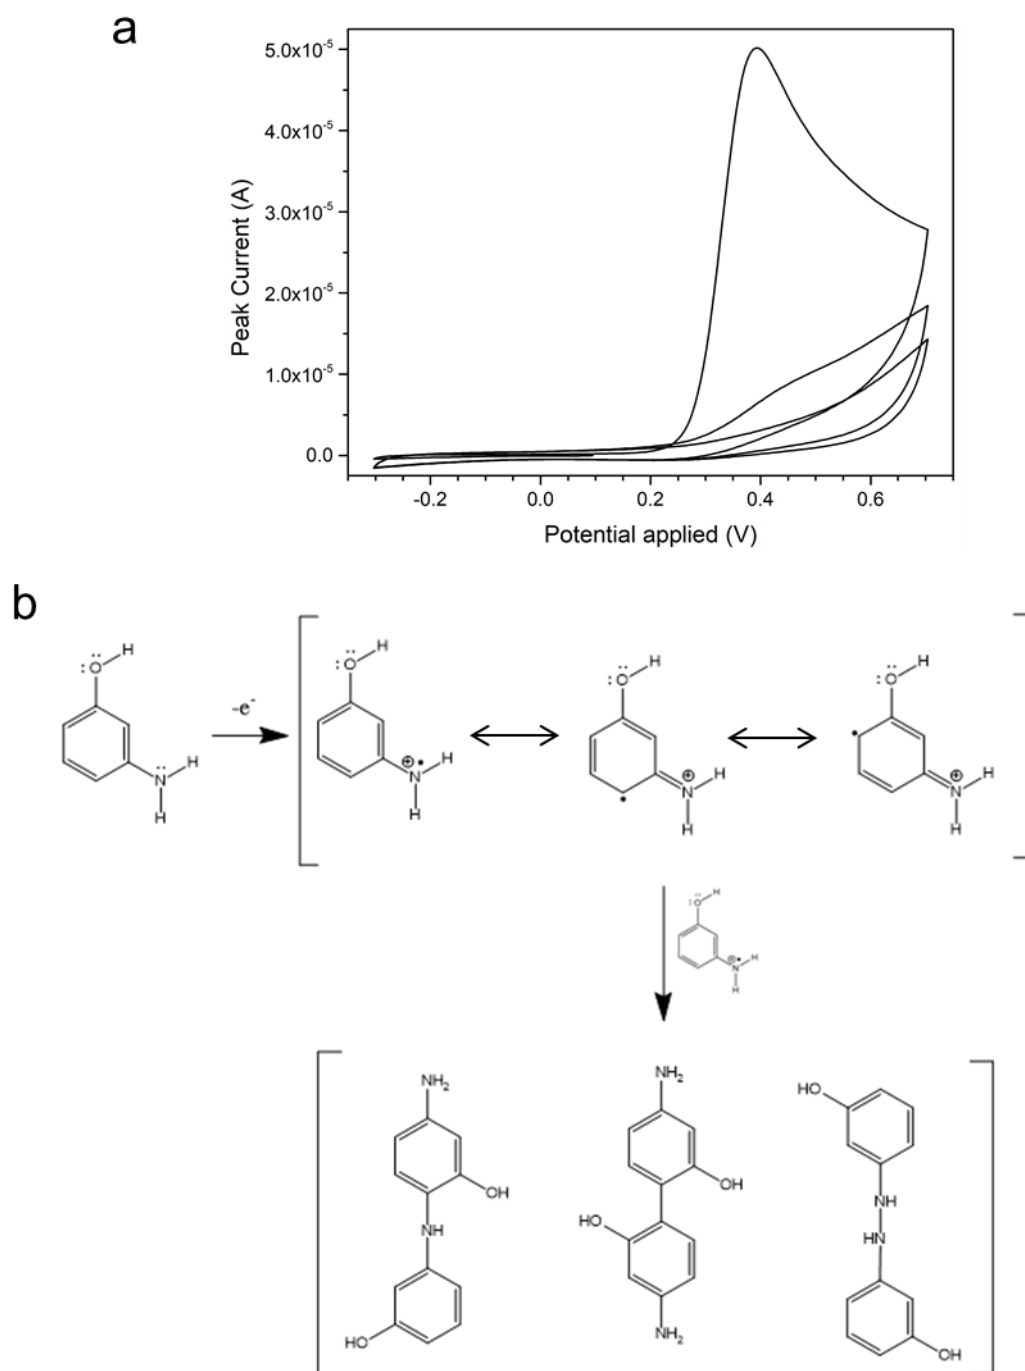 a
5.0x10⁻⁵
4.0x10⁻⁵
3.0x10⁻⁵
2.0x10⁻⁵
1.0x10⁻⁵
0.0
Peak Current (A)
-0.2 0.0 0.2 0.4 0.6
Potential applied (V)
b
H H H H
:Ö :Ö :Ö :Ö
-e⁻
N̈ H ⊕• N H • N ⊕ H • N ⊕ H
H H H H
H
:Ö
⊕•
N H
H
NH₂ NH₂ HO
OH OH
NH HO NH
HN
HO NH₂ OH